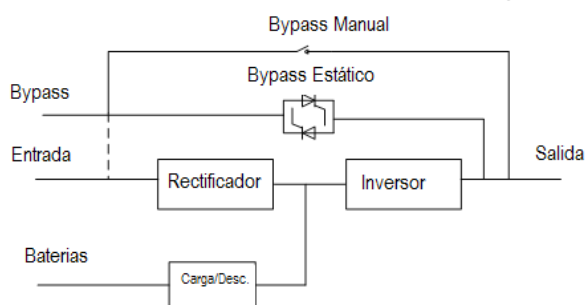 Bypass Manual
Bypass Estático
Bypass
Entrada
Salida
Rectificador
Inversor
Baterias
Carga/Desc.